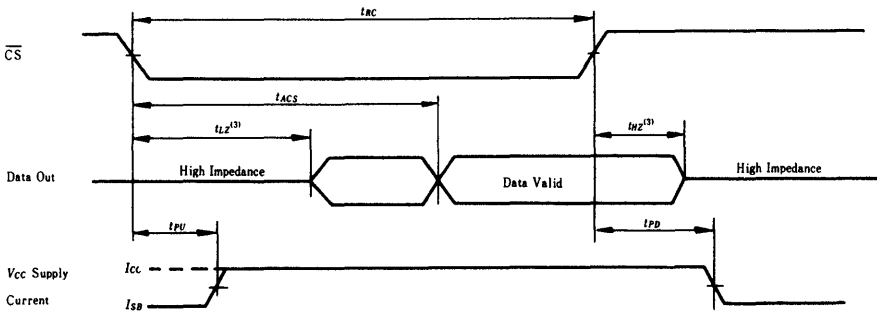 tRC
CS
tACS
tLZ(3)
tHZ(3)
Data Out
High Impedance
Data Valid
High Impedance
tPU
tPD
VCC Supply
Current
ICC
ISB